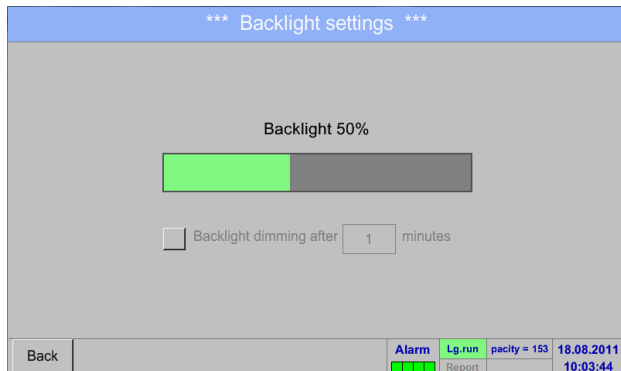 *** Backlight settings ***
Backlight 50%
Backlight dimming after 1 minutes
Back
Alarm Lg.run pacity = 153 18.08.2011
Report 10:03:44